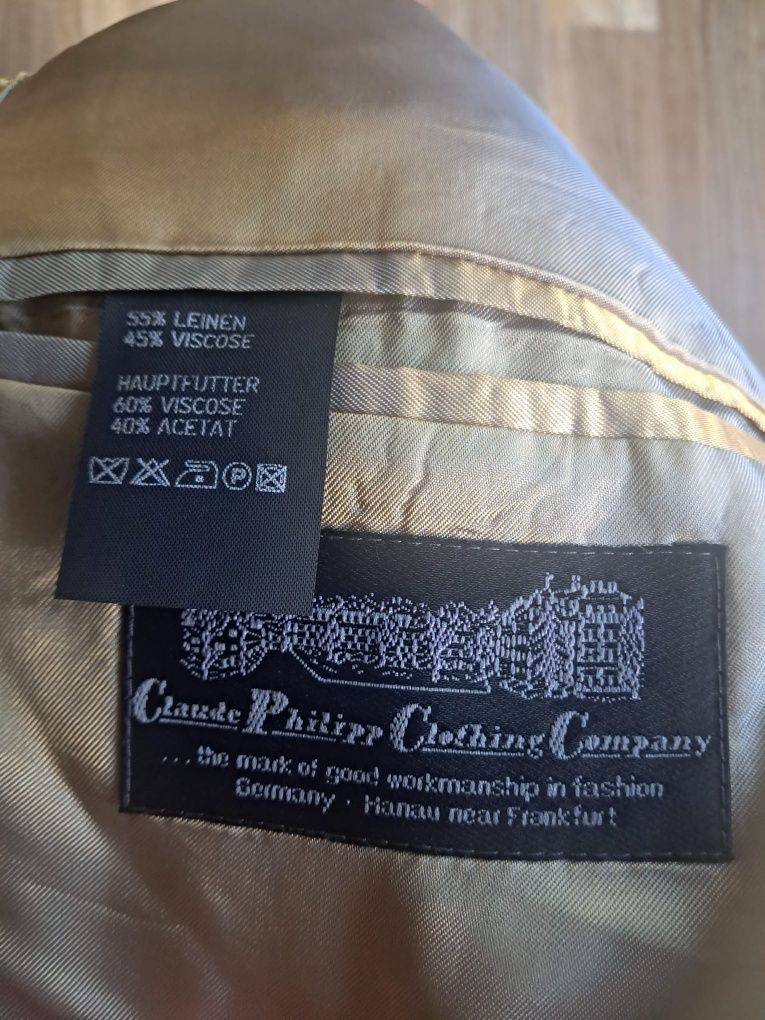 55% LEINEN
45% VISCOSE
HAUPTFUTTER
60% VISCOSE
40% ACETAT
P
Claude Philipp Clothing Company
...the mark of good workmanship in fashion
Germany · Hanau near Frankfurt